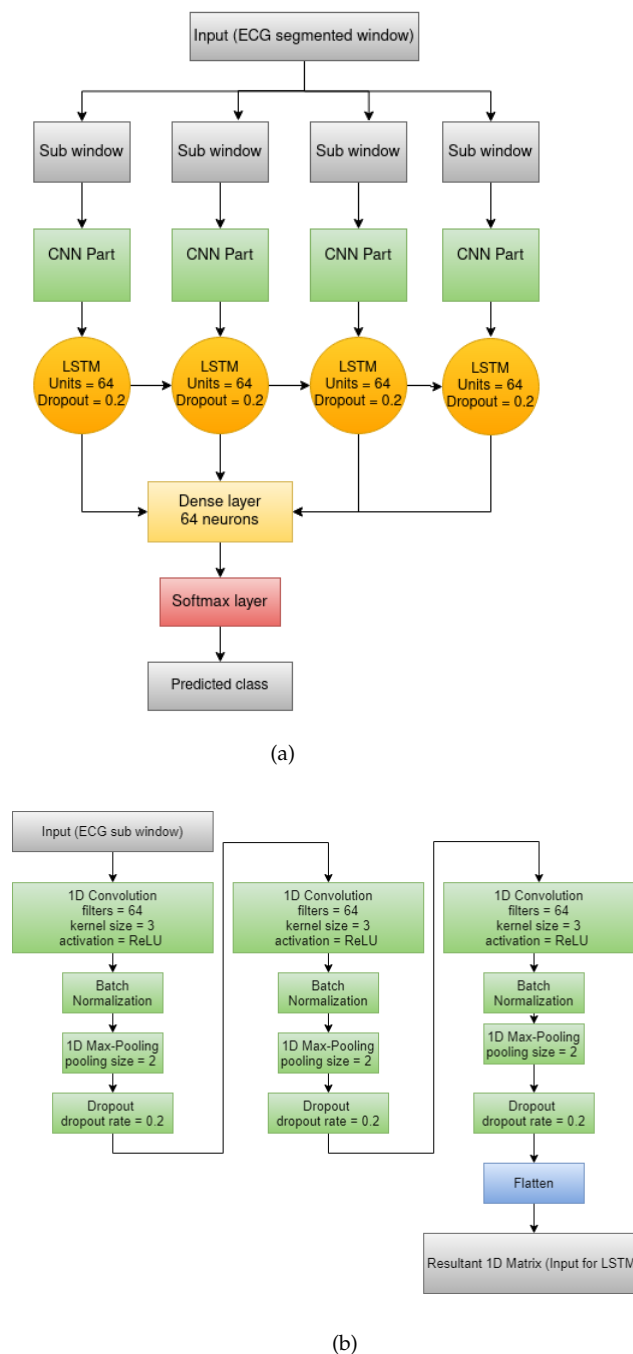 Input (ECG segmented window)
Sub window
Sub window
Sub window
Sub window
CNN Part
CNN Part
CNN Part
CNN Part
LSTM
Units = 64
Dropout = 0.2
LSTM
Units = 64
Dropout = 0.2
LSTM
Units = 64
Dropout = 0.2
LSTM
Units = 64
Dropout = 0.2
Dense layer
64 neurons
Softmax layer
Predicted class
(a)
Input (ECG sub window)
1D Convolution
filters = 64
kernel size = 3
activation = ReLU
Batch
Normalization
1D Max-Pooling
pooling size = 2
Dropout
dropout rate = 0.2
1D Convolution
filters = 64
kernel size = 3
activation = ReLU
Batch
Normalization
1D Max-Pooling
pooling size = 2
Dropout
dropout rate = 0.2
1D Convolution
filters = 64
kernel size = 3
activation = ReLU
Batch
Normalization
1D Max-Pooling
pooling size = 2
Dropout
dropout rate = 0.2
Flatten
Resultant 1D Matrix (Input for LSTM
(b)